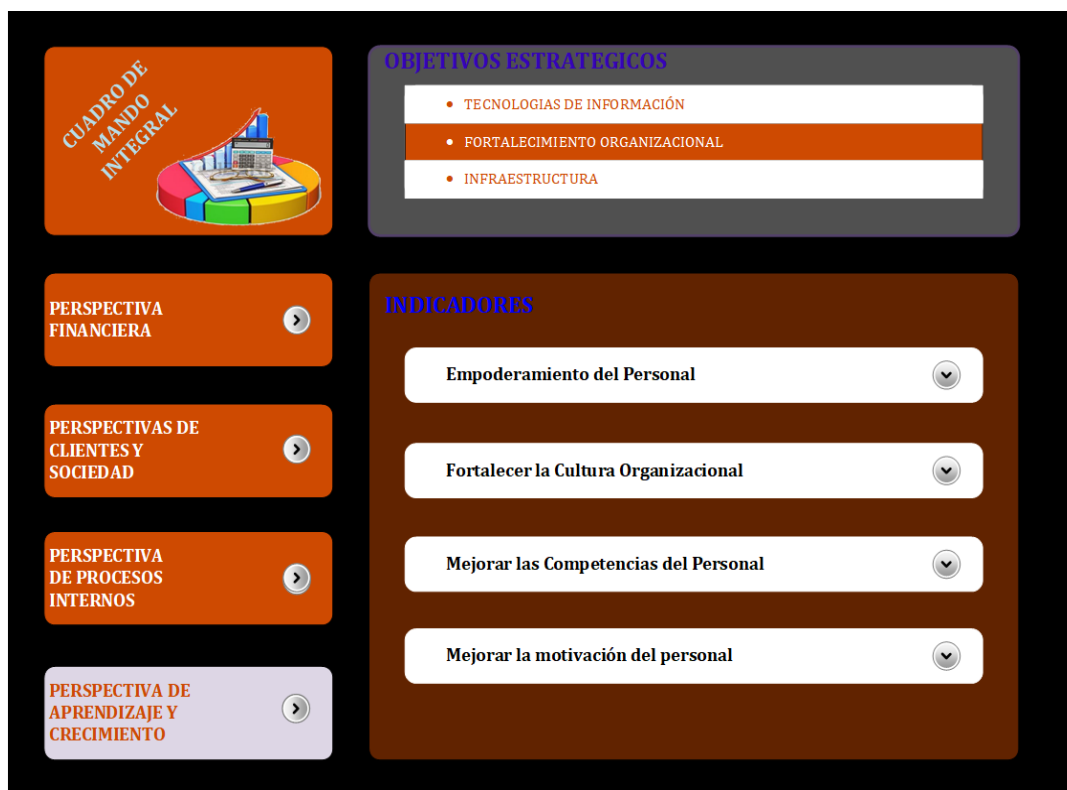 CUADRO DE
MANDO
INTEGRAL
OBJETIVOS ESTRATEGICOS
• TECNOLOGIAS DE INFORMACIÓN
• FORTALECIMIENTO ORGANIZACIONAL
• INFRAESTRUCTURA
PERSPECTIVA
FINANCIERA
PERSPECTIVAS DE
CLIENTES Y
SOCIEDAD
PERSPECTIVA
DE PROCESOS
INTERNOS
PERSPECTIVA DE
APRENDIZAJE Y
CRECIMIENTO
INDICADORES
Empoderamiento del Personal
Fortalecer la Cultura Organizacional
Mejorar las Competencias del Personal
Mejorar la motivación del personal